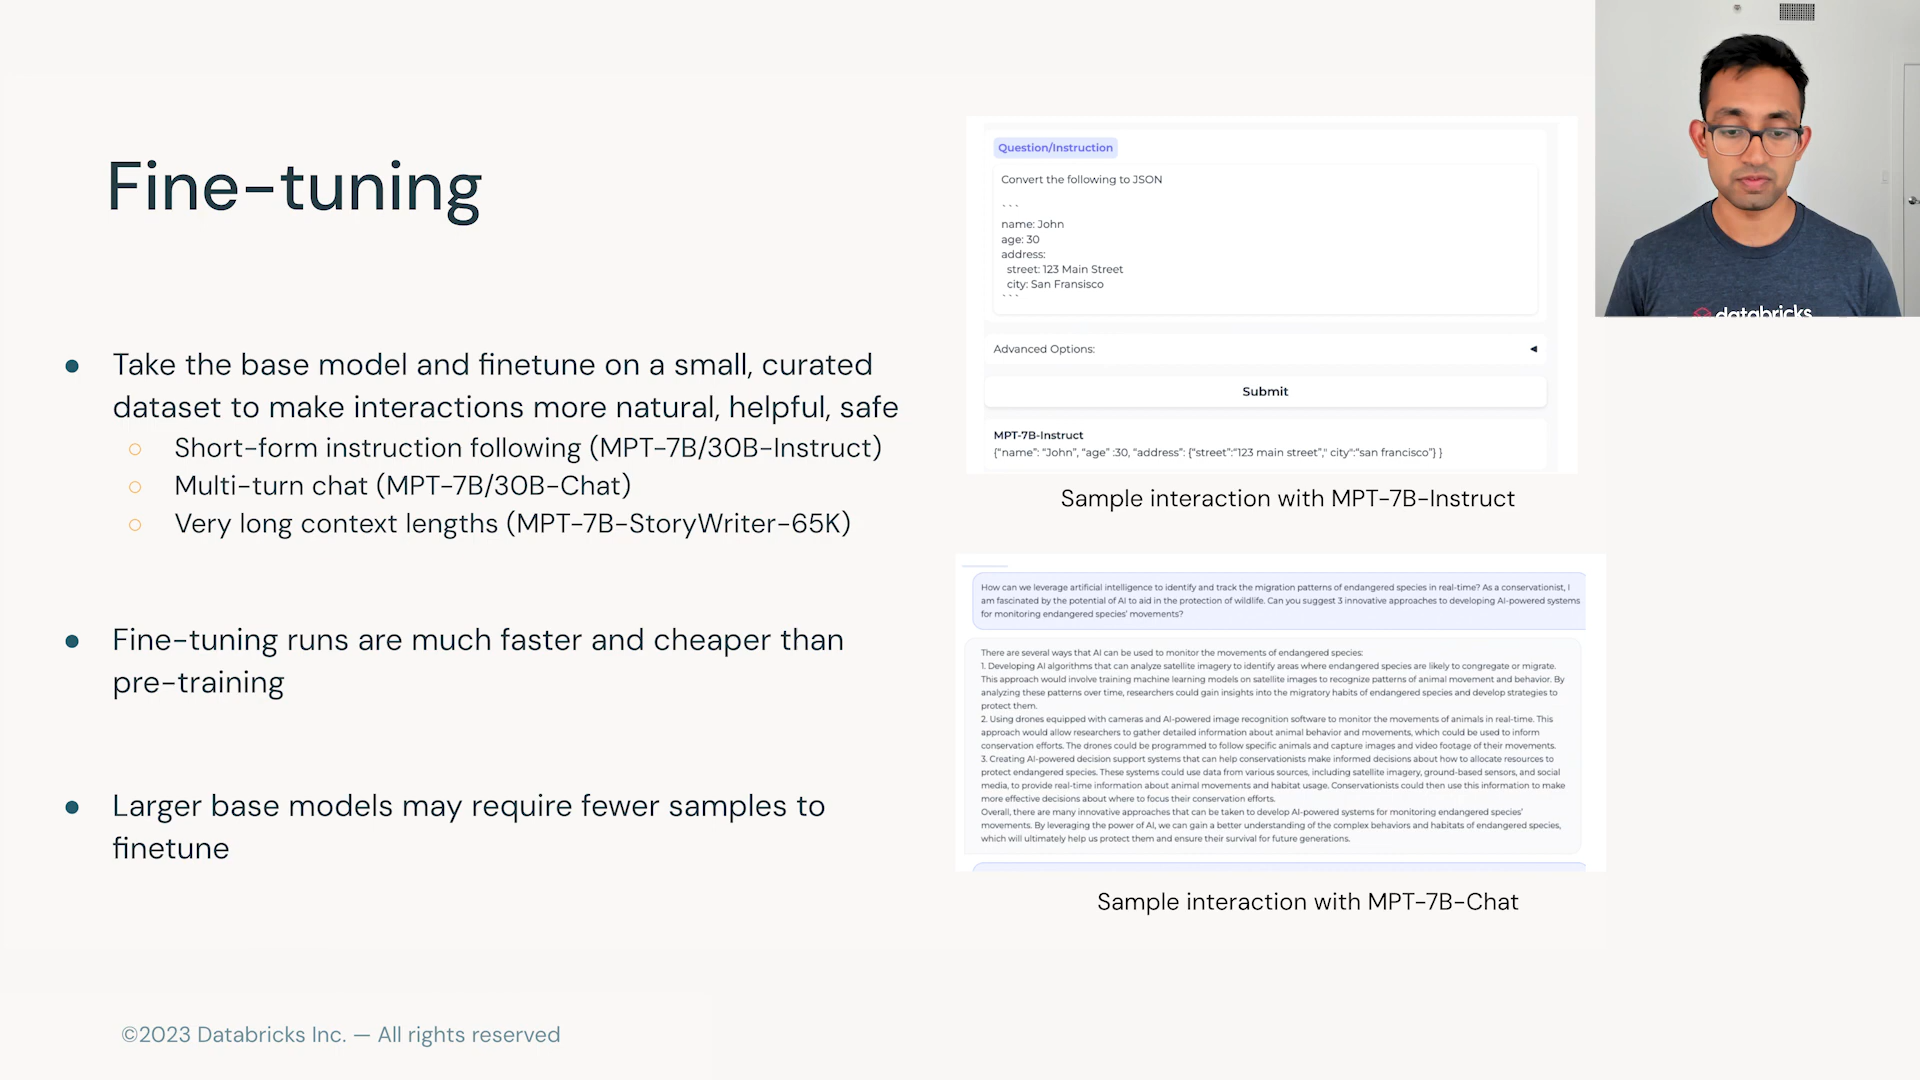 Fine-tuning
● Take the base model and finetune on a small, curated
dataset to make interactions more natural, helpful, safe
○ Short-form instruction following (MPT-7B/30B-Instruct)
○ Multi-turn chat (MPT-7B/30B-Chat)
○ Very long context lengths (MPT-7B-StoryWriter-65K)
● Fine-tuning runs are much faster and cheaper than
pre-training
● Larger base models may require fewer samples to
finetune
Question/Instruction
Convert the following to JSON
```
name: John
age: 30
address:
street: 123 Main Street
city: San Fransisco
```
Advanced Options:
Submit
MPT-7B-Instruct
{"name": "John", "age" :30, "address": {"street":"123 main street"," city":"san francisco"} }
Sample interaction with MPT-7B-Instruct
How can we leverage artificial intelligence to identify and track the migration patterns of endangered species in real-time? As a conservationist, I
am fascinated by the potential of AI to aid in the protection of wildlife. Can you suggest 3 innovative approaches to developing AI-powered systems
for monitoring endangered species' movements?
There are several ways that AI can be used to monitor the movements of endangered species:
1. Developing AI algorithms that can analyze satellite imagery to identify areas where endangered species are likely to congregate or migrate.
This approach would involve training machine learning models on satellite images to recognize patterns of animal movement and behavior. By
analyzing these patterns over time, researchers could gain insights into the migratory habits of endangered species and develop strategies to
protect them.
2. Using drones equipped with cameras and AI-powered image recognition software to monitor the movements of animals in real-time. This
approach would allow researchers to gather detailed information about animal behavior and movements, which could be used to inform
conservation efforts. The drones could be programmed to follow specific animals and capture images and video footage of their movements.
3. Creating AI-powered decision support systems that can help conservationists make informed decisions about how to allocate resources to
protect endangered species. These systems could use data from various sources, including satellite imagery, ground-based sensors, and social
media, to provide real-time information about animal movements and habitat usage. Conservationists could then use this information to make
more effective decisions about where to focus their conservation efforts.
Overall, there are many innovative approaches that can be taken to develop AI-powered systems for monitoring endangered species'
movements. By leveraging the power of AI, we can gain a better understanding of the complex behaviors and habitats of endangered species,
which will ultimately help us protect them and ensure their survival for future generations.
Sample interaction with MPT-7B-Chat
databricks
©2023 Databricks Inc. — All rights reserved